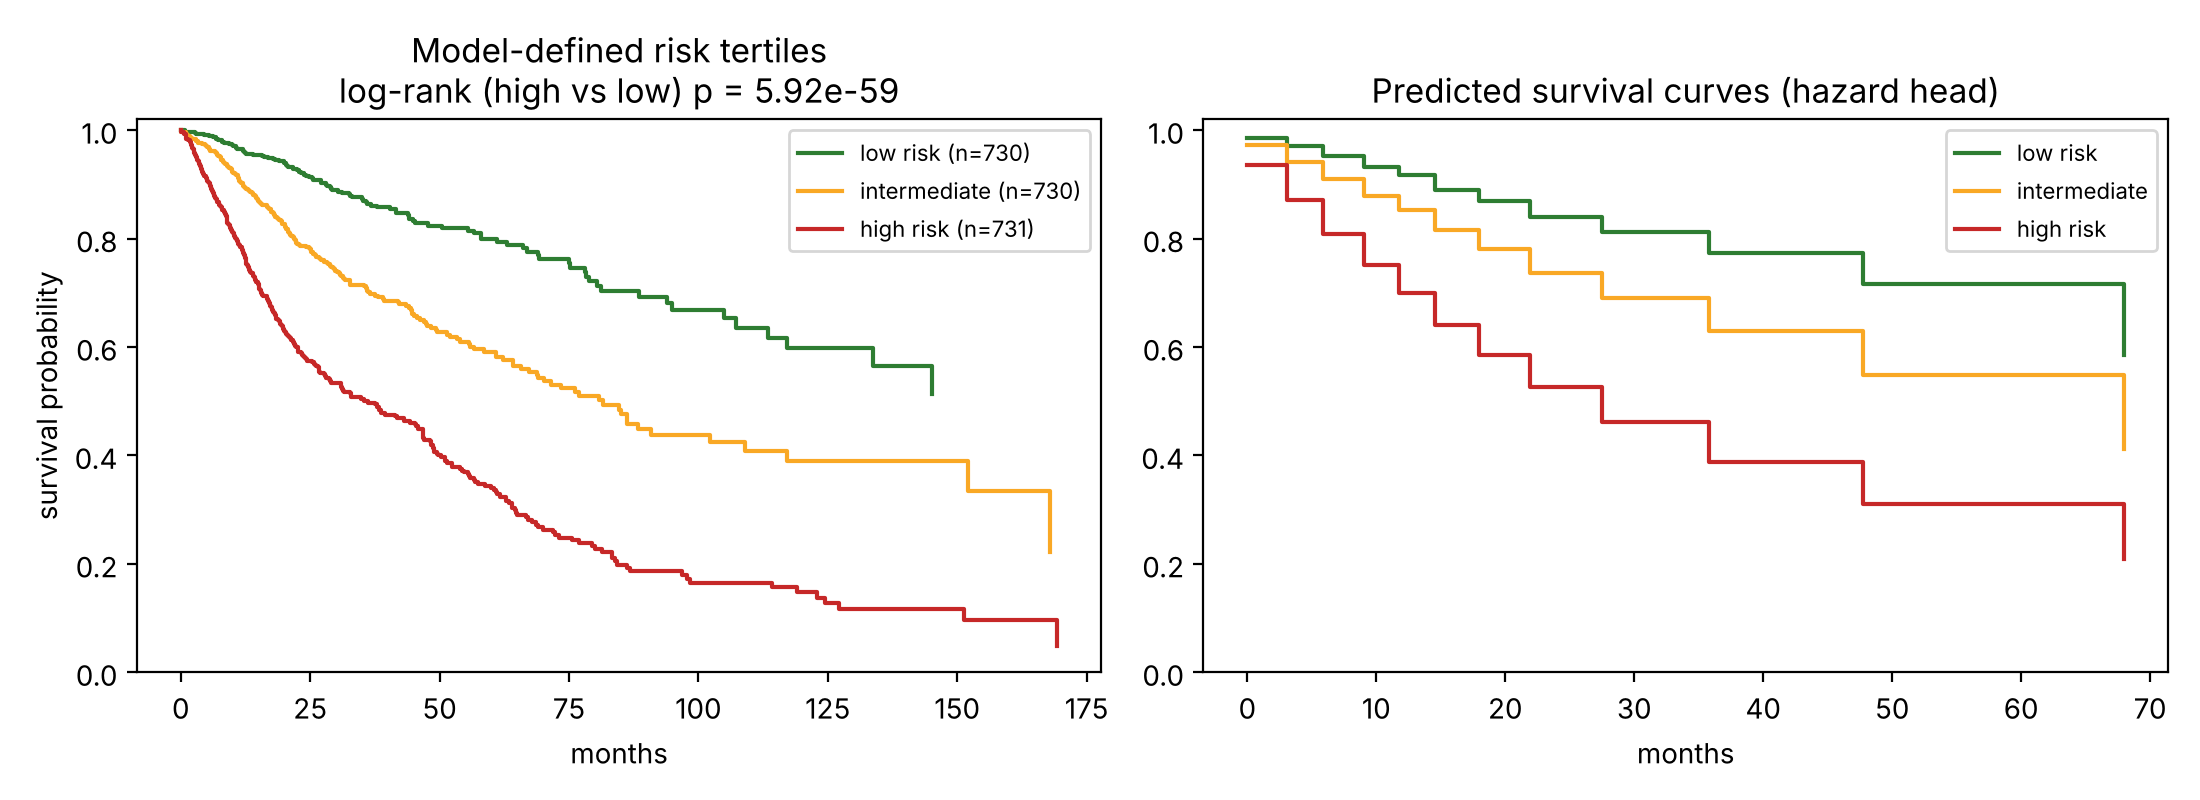 Model-defined risk tertiles
log-rank (high vs low) p = 5.92e-59
low risk (n=730)
intermediate (n=730)
high risk (n=731)
survival probability
1.0
0.8
0.6
0.4
0.2
0.0
0
25
50
75
100
125
150
175
months
Predicted survival curves (hazard head)
low risk
intermediate
high risk
1.0
0.8
0.6
0.4
0.2
0.0
0
10
20
30
40
50
60
70
months